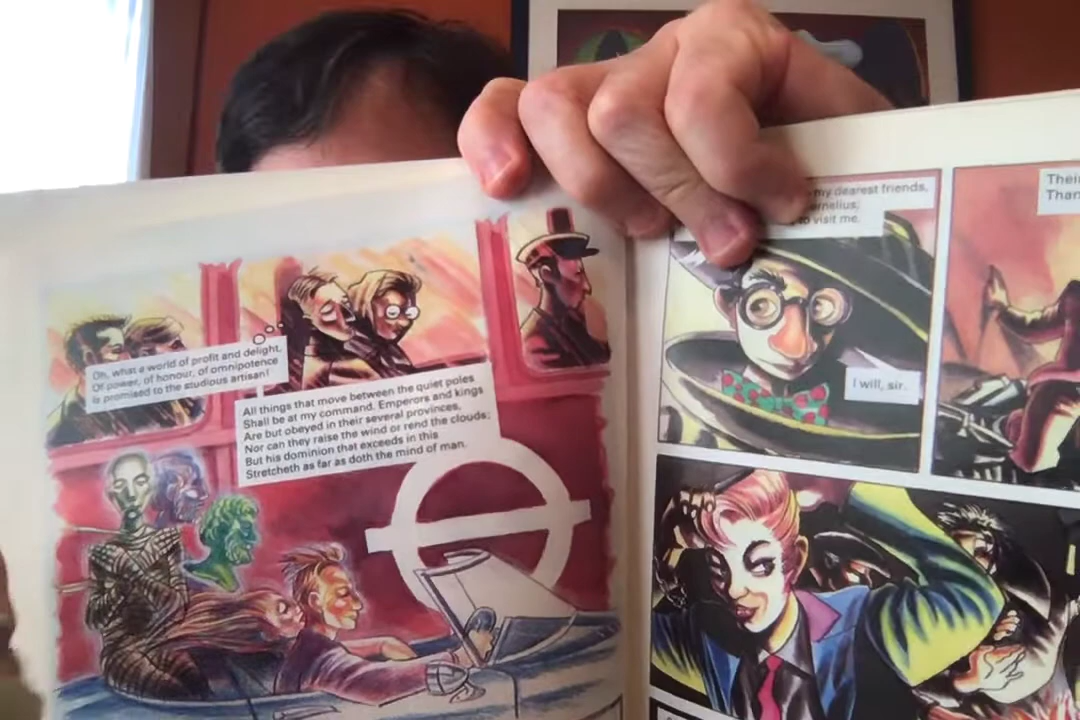 Oh, what a world of profit and delight,
Of power, of honour, of omnipotence
is promised to the studious artisan!
All things that move between the quiet poles
Shall be at my command. Emperors and kings
Are but obeyed in their several provinces,
Nor can they raise the wind or rend the clouds;
But his dominion that exceeds in this
Stretcheth as far as doth the mind of man.
my dearest friends,
ornelius,
to visit me.
I will, sir.
Thei
Than